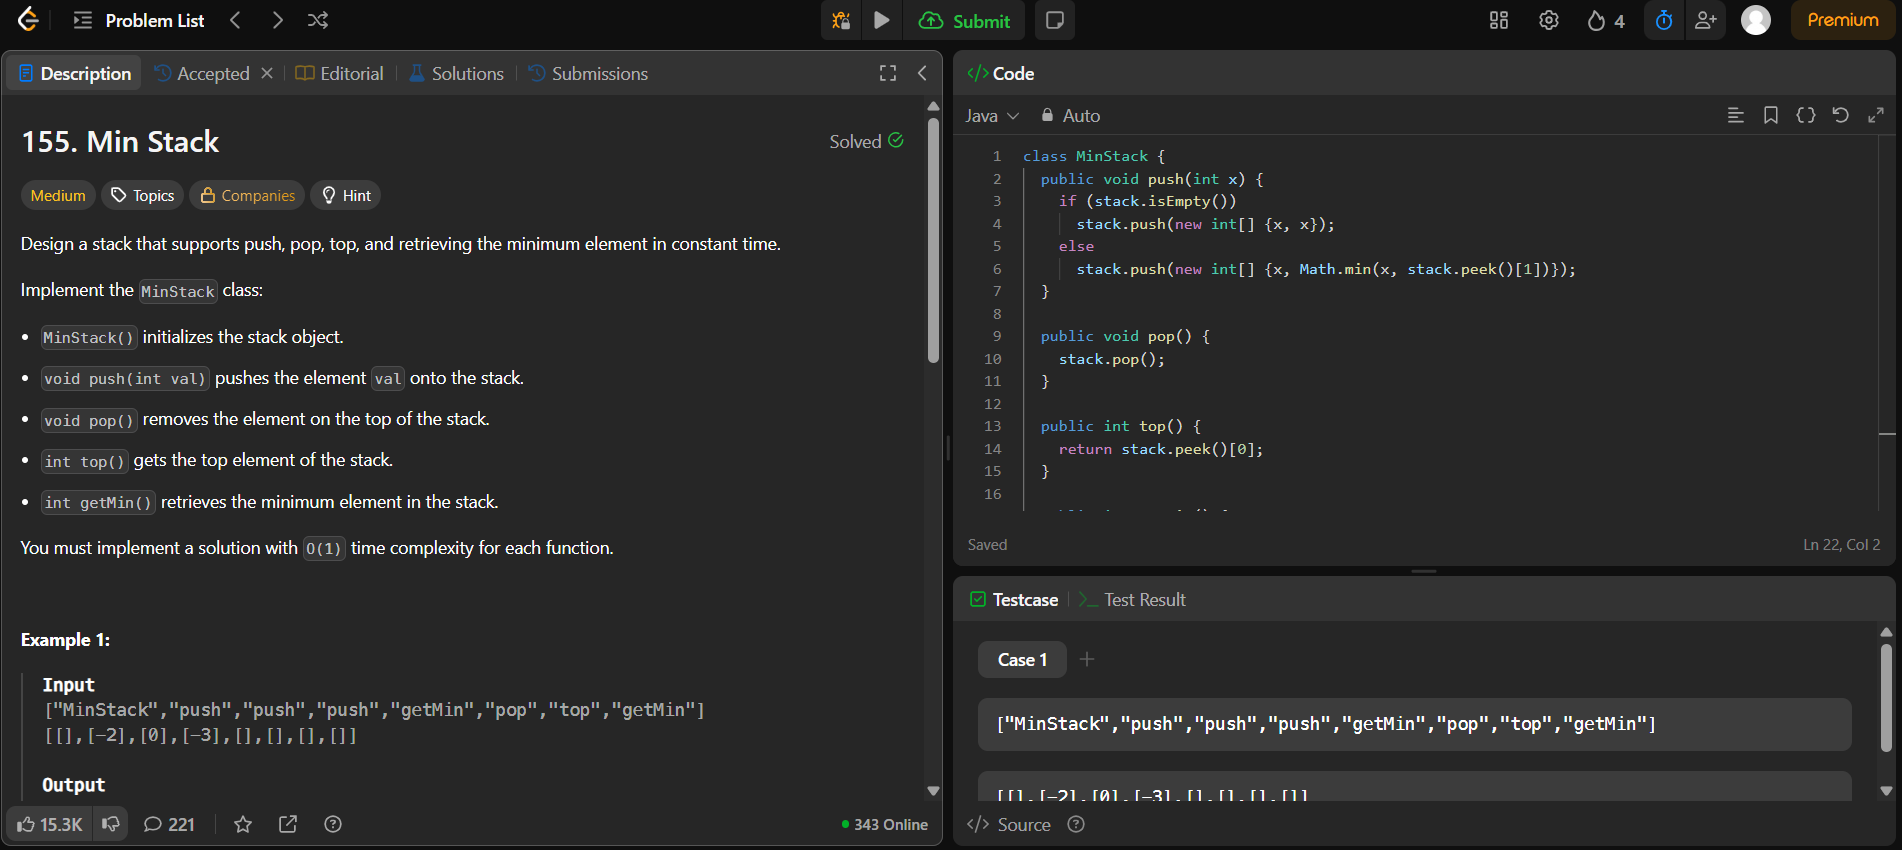 Problem List
Submit
4
Premium
Description
Accepted
Editorial
Solutions
Submissions
155. Min Stack
Solved
Medium
Topics
Companies
Hint
Design a stack that supports push, pop, top, and retrieving the minimum element in constant time.
Implement the MinStack class:
• MinStack() initializes the stack object.
• void push(int val) pushes the element val onto the stack.
• void pop() removes the element on the top of the stack.
• int top() gets the top element of the stack.
• int getMin() retrieves the minimum element in the stack.
You must implement a solution with O(1) time complexity for each function.
Example 1:
Input
["MinStack","push","push","push","getMin","pop","top","getMin"]
[[],[-2],[0],[-3],[],[],[],[]]
Output
15.3K
221
343 Online
</> Code
Java
Auto
1 class MinStack {
2 public void push(int x) {
3 if (stack.isEmpty())
4 stack.push(new int[] {x, x});
5 else
6 stack.push(new int[] {x, Math.min(x, stack.peek()[1])});
7 }
8
9 public void pop() {
10 stack.pop();
11 }
12
13 public int top() {
14 return stack.peek()[0];
15 }
16
Saved
Ln 22, Col 2
Testcase
Test Result
Case 1
["MinStack","push","push","push","getMin","pop","top","getMin"]
[[],[-2],[0],[-3],[],[],[],[]]
</> Source